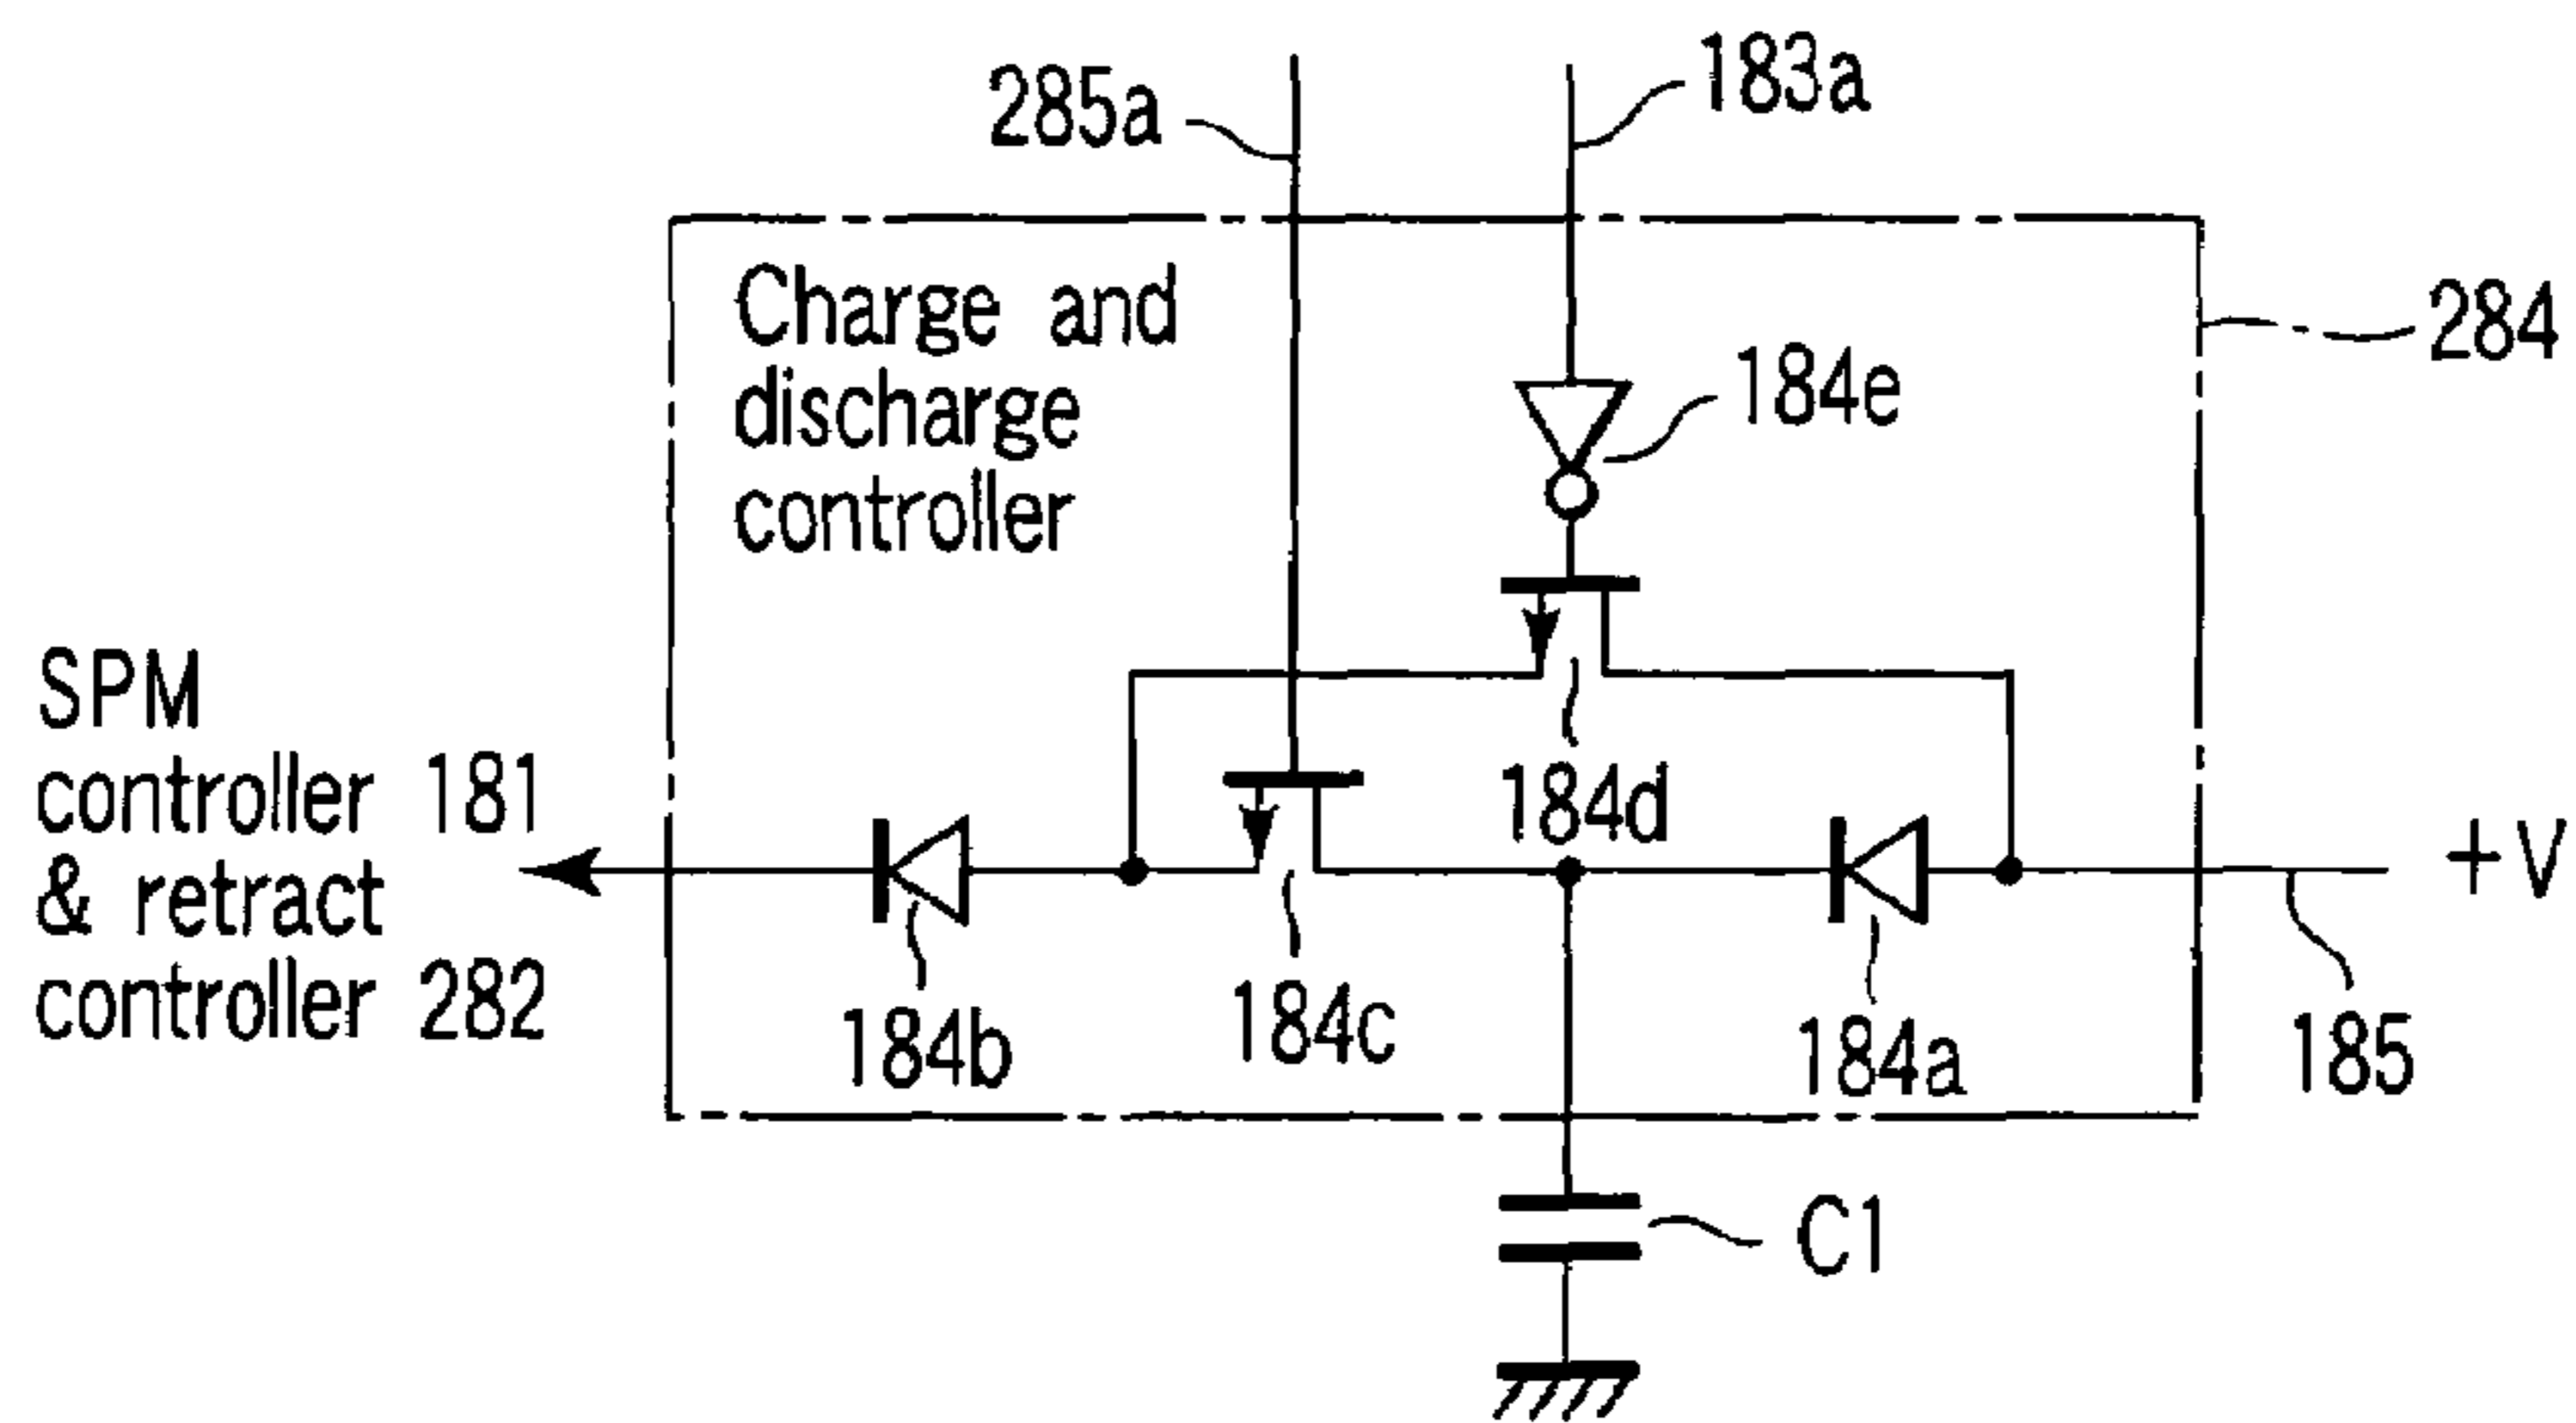 183a
285a
Charge and
discharge
controller
284
184e
SPM
controller 181
& retract
controller 282
184d
+V
184b
184c
184a
185
C1